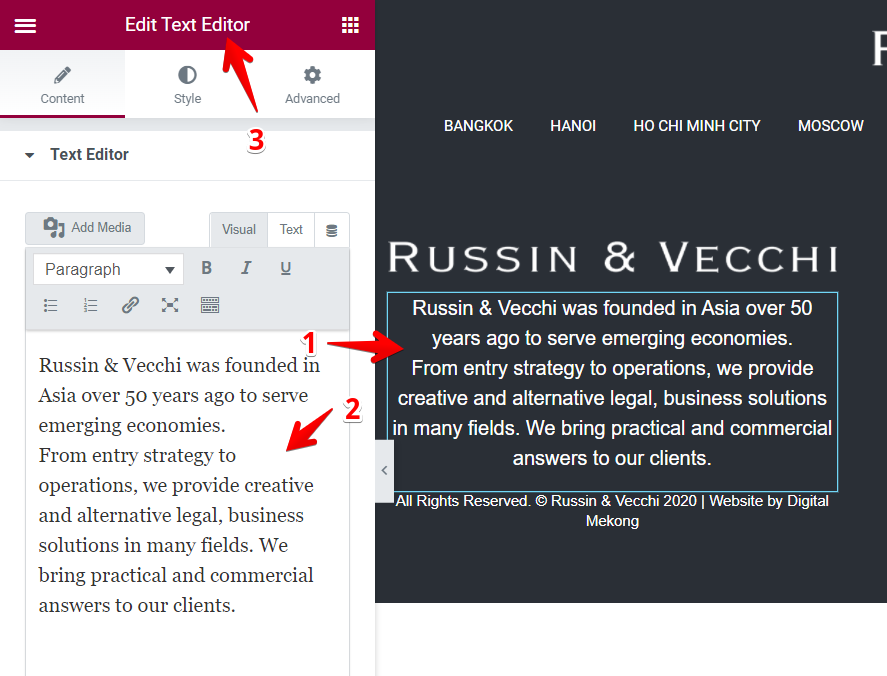 Edit Text Editor
Content
Style
Advanced
3
Text Editor
Add Media
Visual
Text
Paragraph
B
I
U
Russin & Vecchi was founded in
Asia over 50 years ago to serve
emerging economies.
From entry strategy to
operations, we provide creative
and alternative legal, business
solutions in many fields. We
bring practical and commercial
answers to our clients.
1
2
BANGKOK
HANOI
HO CHI MINH CITY
MOSCOW
RUSSIN & VECCHI
Russin & Vecchi was founded in Asia over 50
years ago to serve emerging economies.
From entry strategy to operations, we provide
creative and alternative legal, business solutions
in many fields. We bring practical and commercial
answers to our clients.
All Rights Reserved. © Russin & Vecchi 2020 | Website by Digital
Mekong